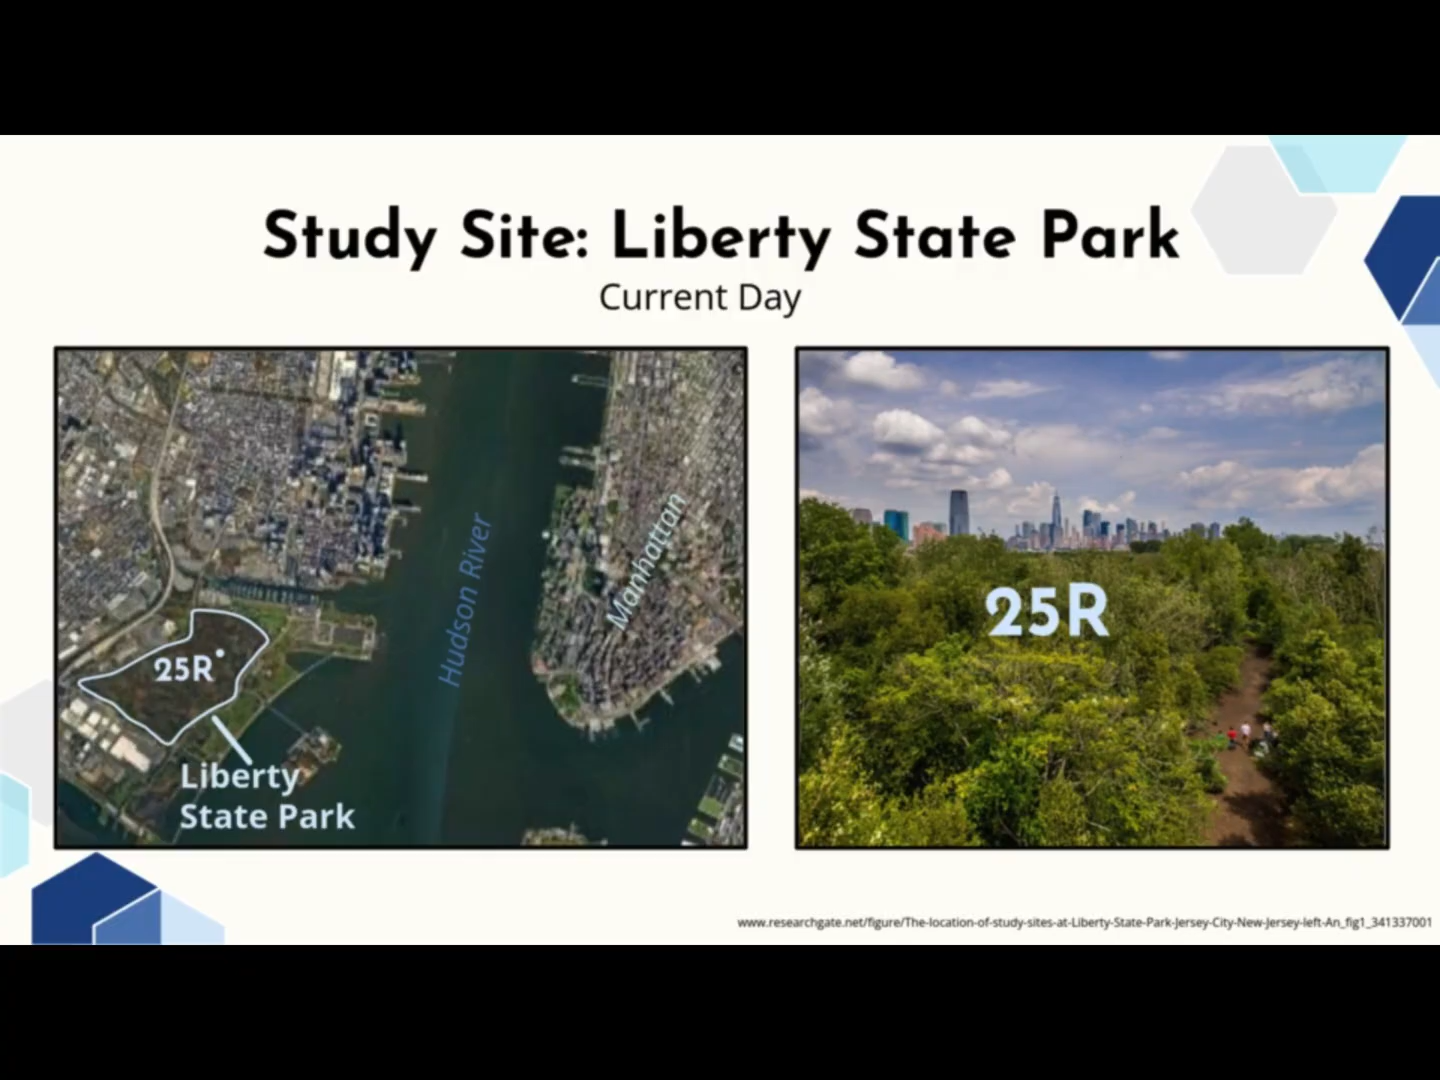 Study Site: Liberty State Park
Current Day
Hudson River
Manhattan
25R
Liberty
State Park
25R
www.researchgate.net/figure/The-location-of-study-sites-at-Liberty-State-Park-Jersey-City-New-Jersey-left-An_fig1_341337001